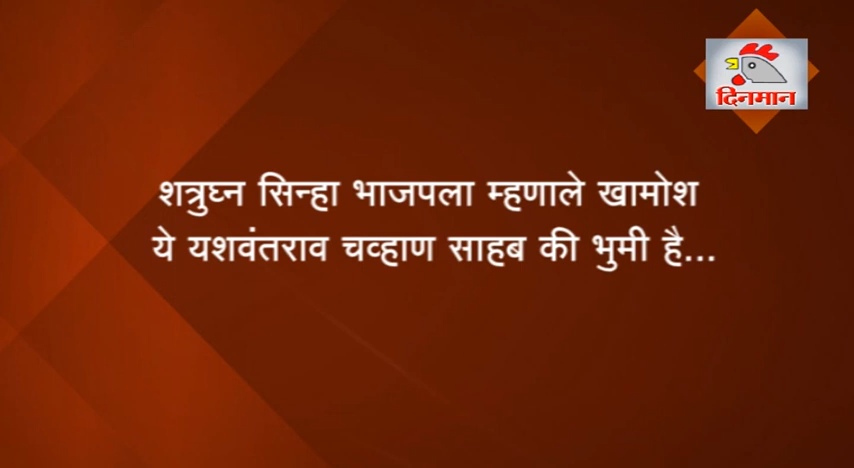 दिनमान
शत्रुघ्न सिन्हा भाजपला म्हणाले खामोश
ये यशवंतराव चव्हाण साहब की भुमी है...